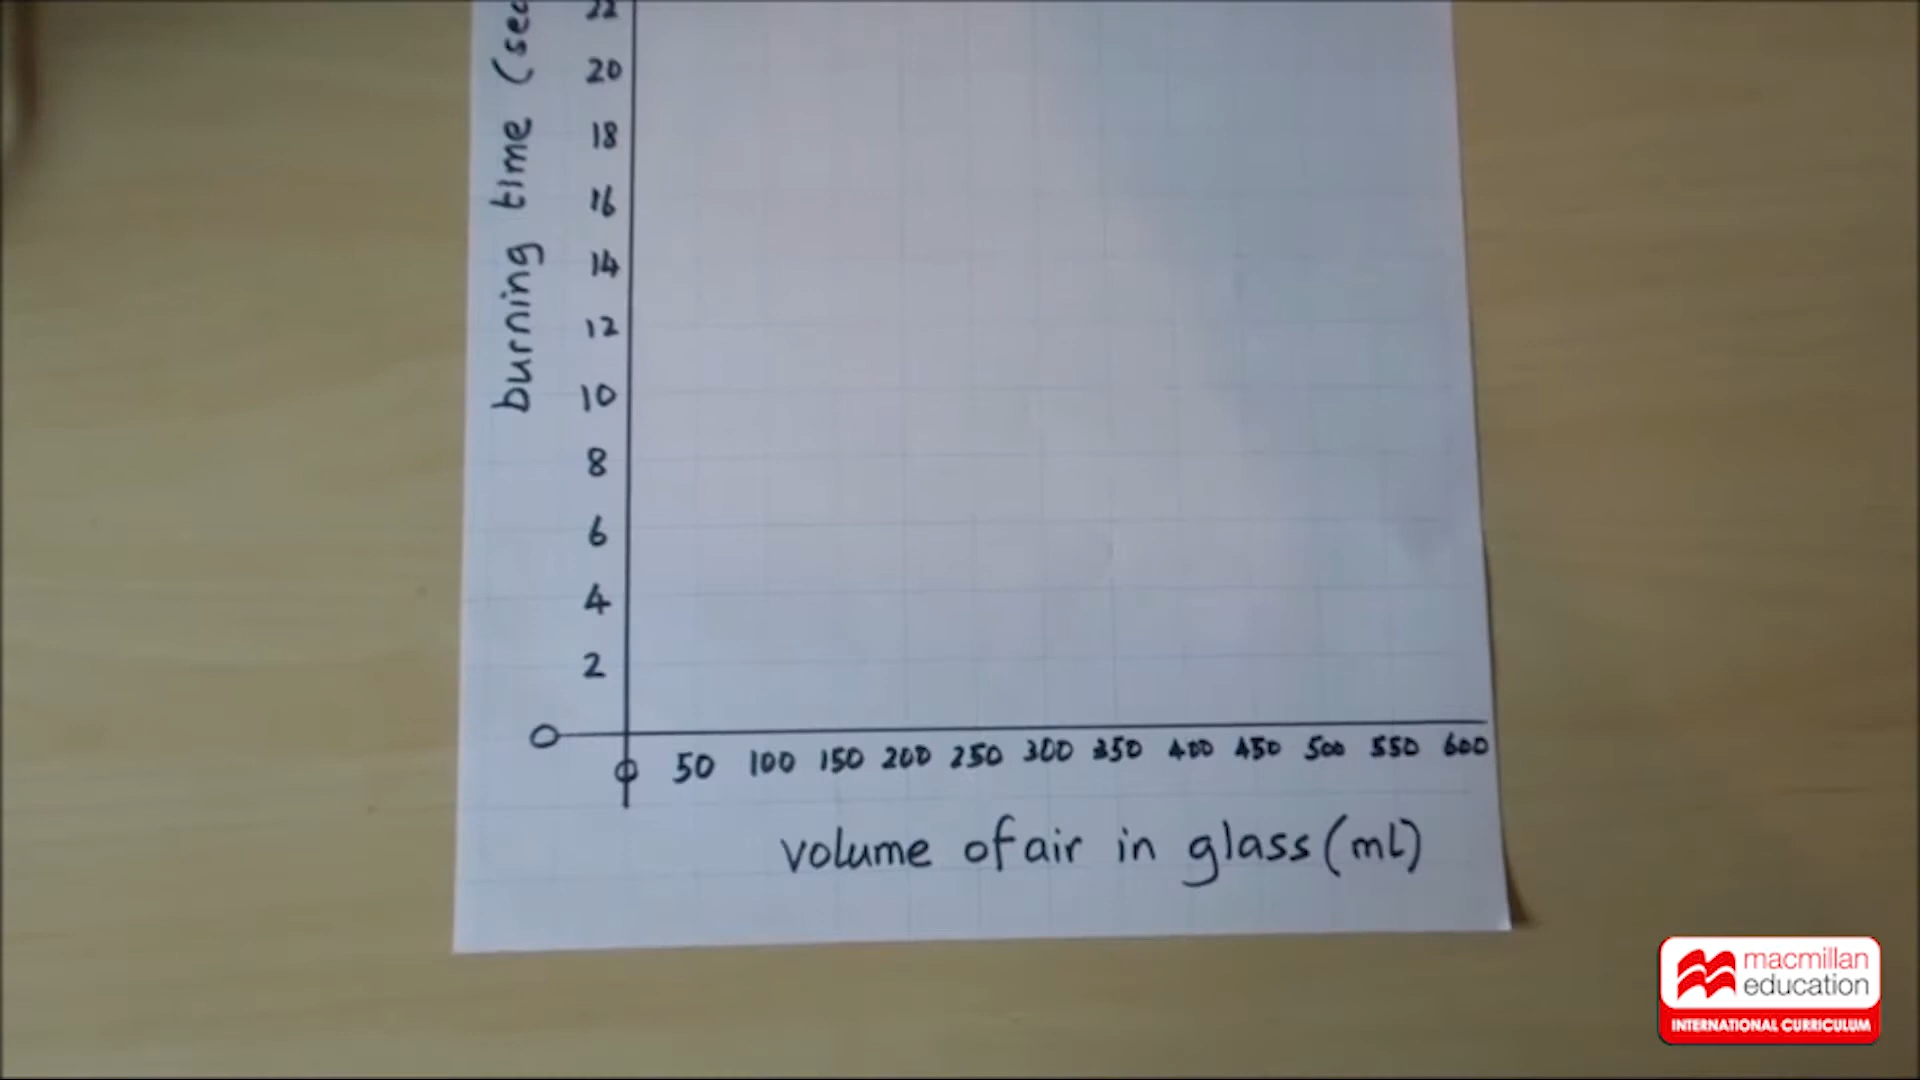 burning time (sec
22
20
18
16
14
12
10
8
6
4
2
0
0 50 100 150 200 250 300 350 400 450 500 550 600
volume of air in glass (ml)
macmillan
education
INTERNATIONAL CURRICULUM